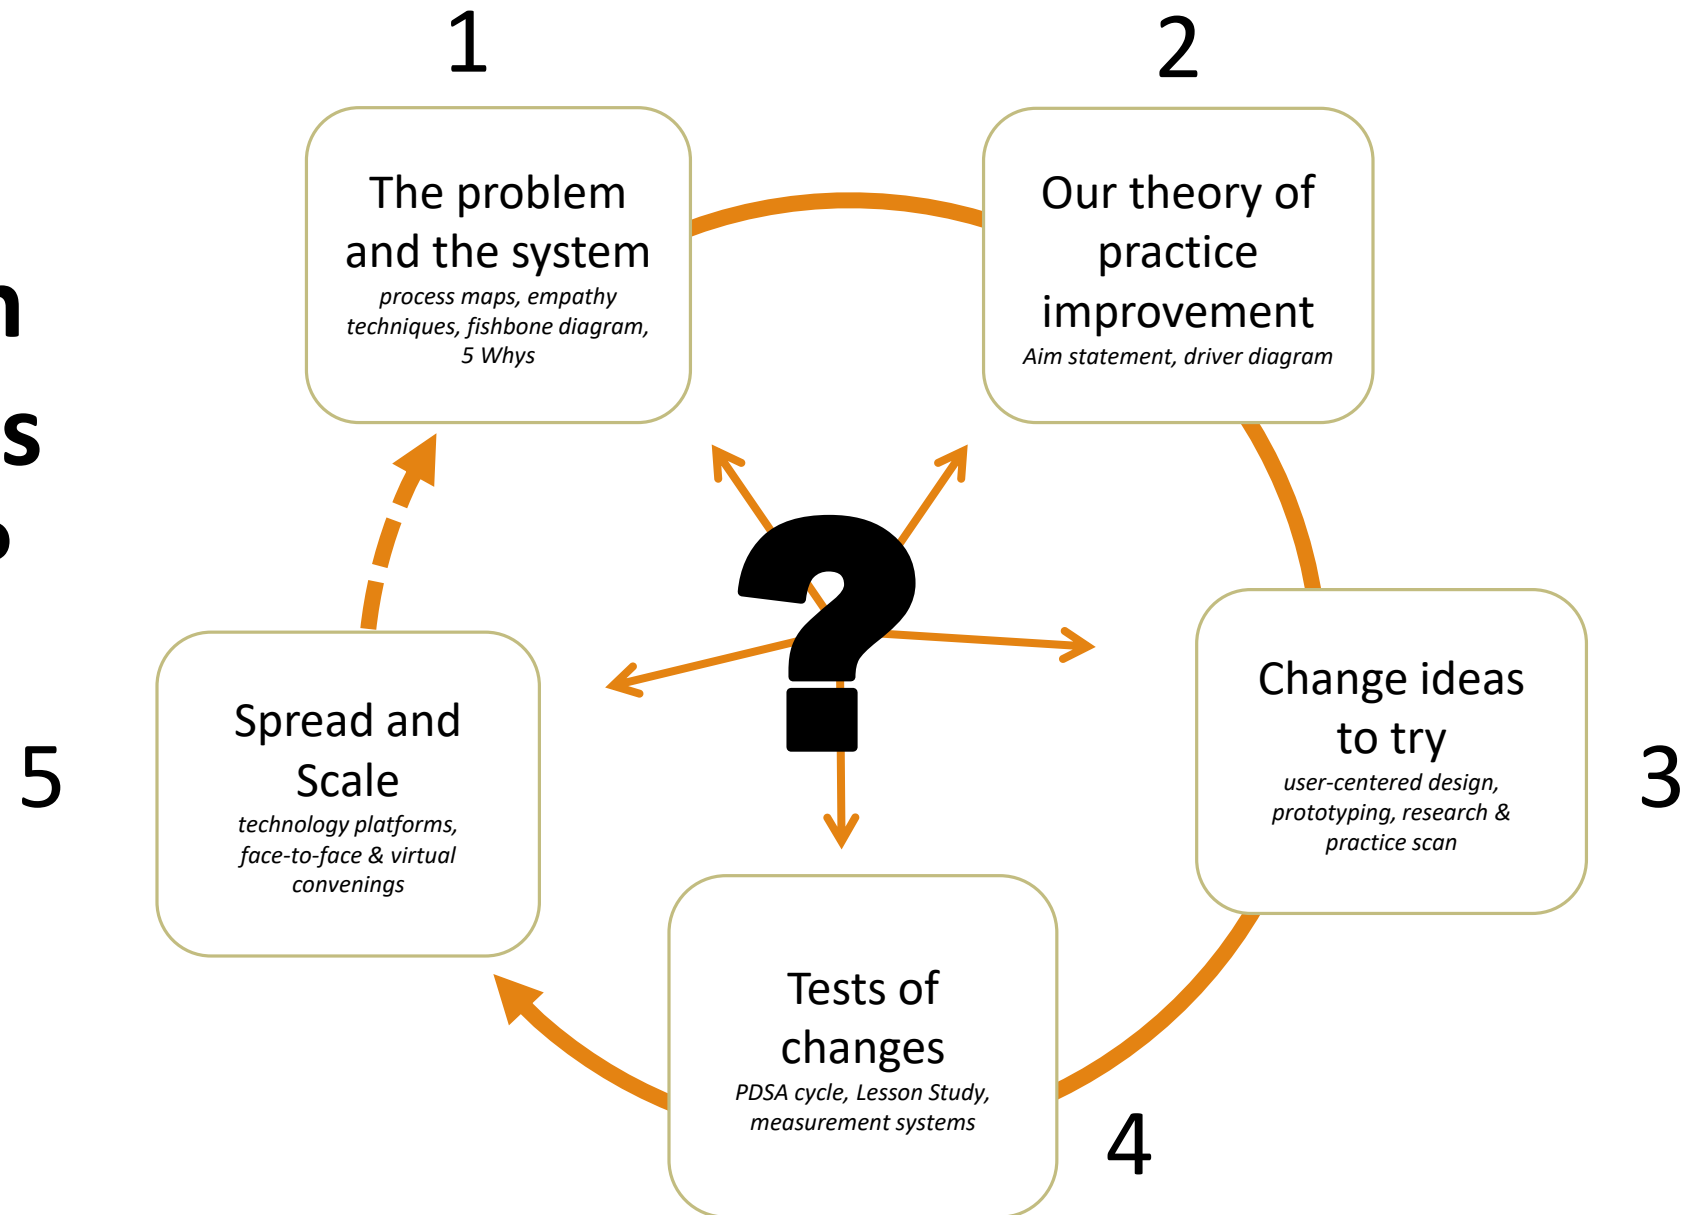 1
The problem
and the system
process maps, empathy
techniques, fishbone diagram,
5 Whys
2
Our theory of
practice
improvement
Aim statement, driver diagram
?
Change ideas
to try
user-centered design,
prototyping, research &
practice scan
3
Tests of
changes
PDSA cycle, Lesson Study,
measurement systems
4
Spread and
Scale
technology platforms,
face-to-face & virtual
convenings
5